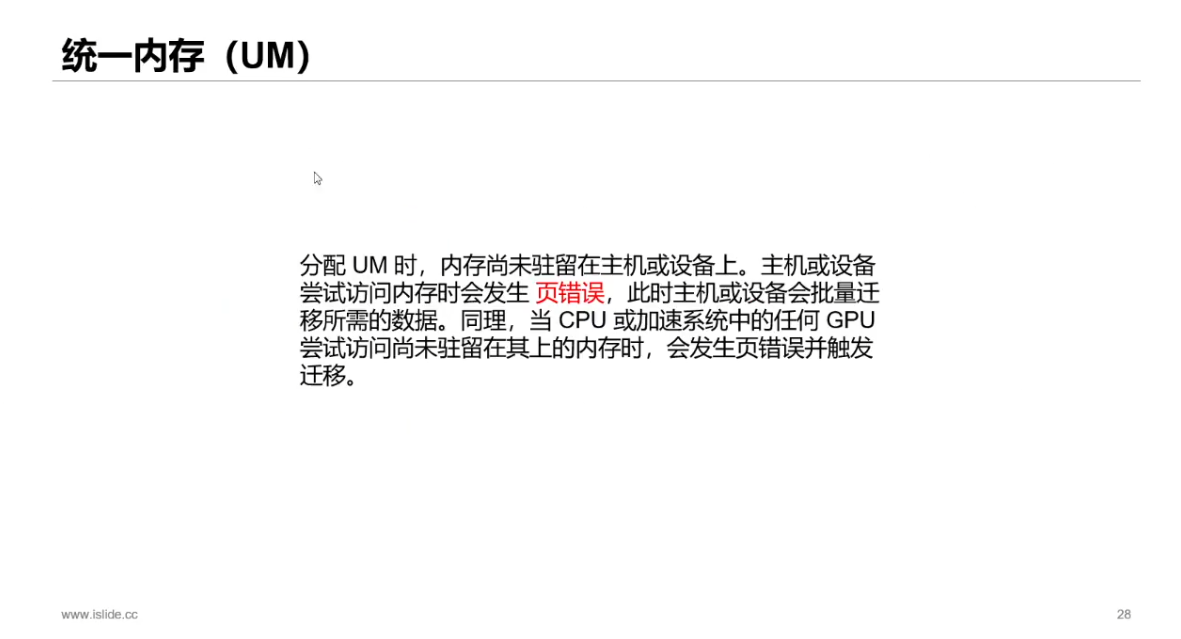 统一内存（UM）
分配 UM 时，内存尚未驻留在主机或设备上。主机或设备
尝试访问内存时会发生 页错误，此时主机或设备会批量迁
移所需的数据。同理，当 CPU 或加速系统中的任何 GPU
尝试访问尚未驻留在其上的内存时，会发生页错误并触发
迁移。
www.islide.cc
28